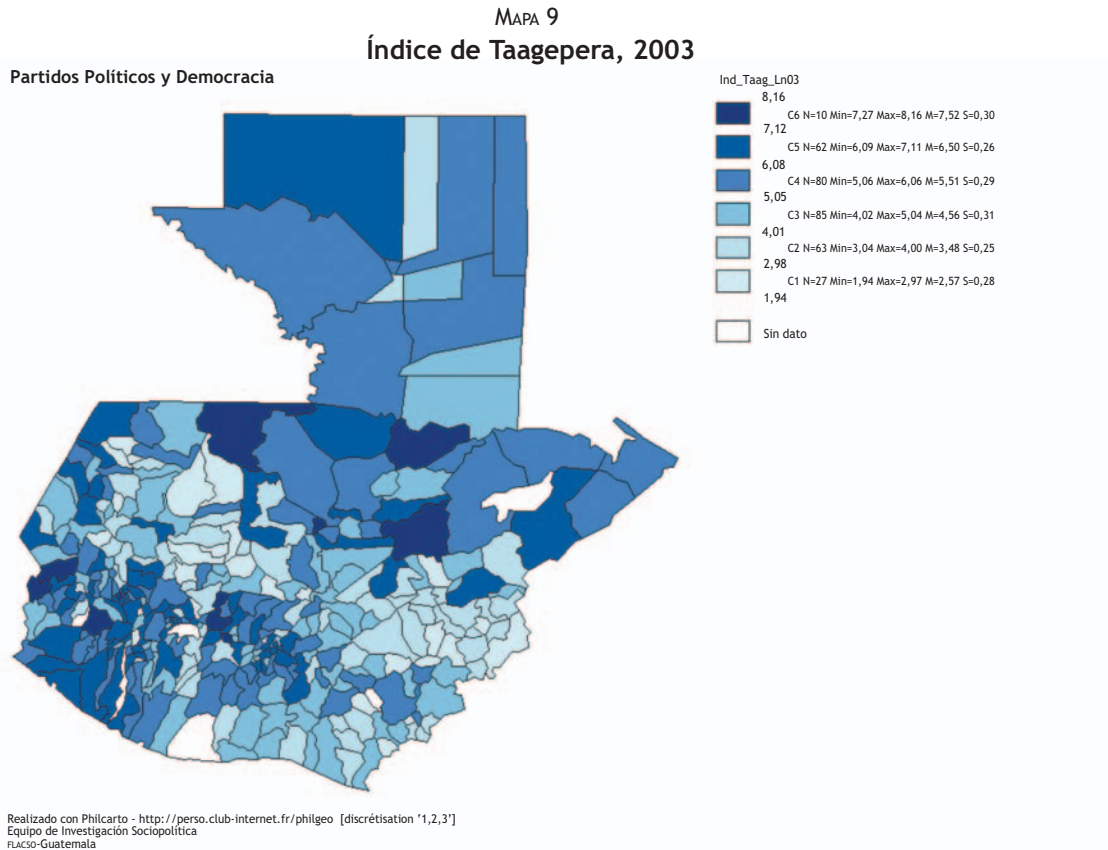 MAPA 9
Índice de Taagepera, 2003
Partidos Políticos y Democracia
Ind_Taag_Ln03
8,16
C6 N=10 Min=7,27 Max=8,16 M=7,52 S=0,30
7,12
C5 N=62 Min=6,09 Max=7,11 M=6,50 S=0,26
6,08
C4 N=80 Min=5,06 Max=6,06 M=5,51 S=0,29
5,05
C3 N=85 Min=4,02 Max=5,04 M=4,56 S=0,31
4,01
C2 N=63 Min=3,04 Max=4,00 M=3,48 S=0,25
2,98
C1 N=27 Min=1,94 Max=2,97 M=2,57 S=0,28
1,94
Sin dato
Realizado con Philcarto - http://perso.club-internet.fr/philgeo [discrétisation '1,2,3']
Equipo de Investigación Sociopolítica
FLACSO-Guatemala